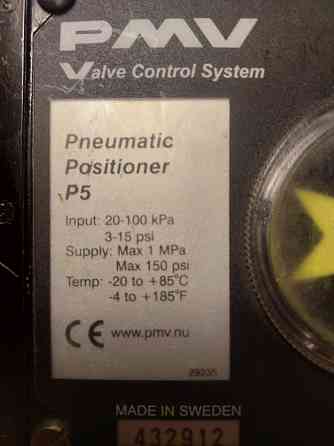 PMV
Valve Control System
Pneumatic
Positioner
P5
Input: 20-100 kPa
3-15 psi
Supply: Max 1 MPa
Max 150 psi
Temp: -20 to +85°C
-4 to +185°F
CE www.pmv.nu
MADE IN SWEDEN
432912